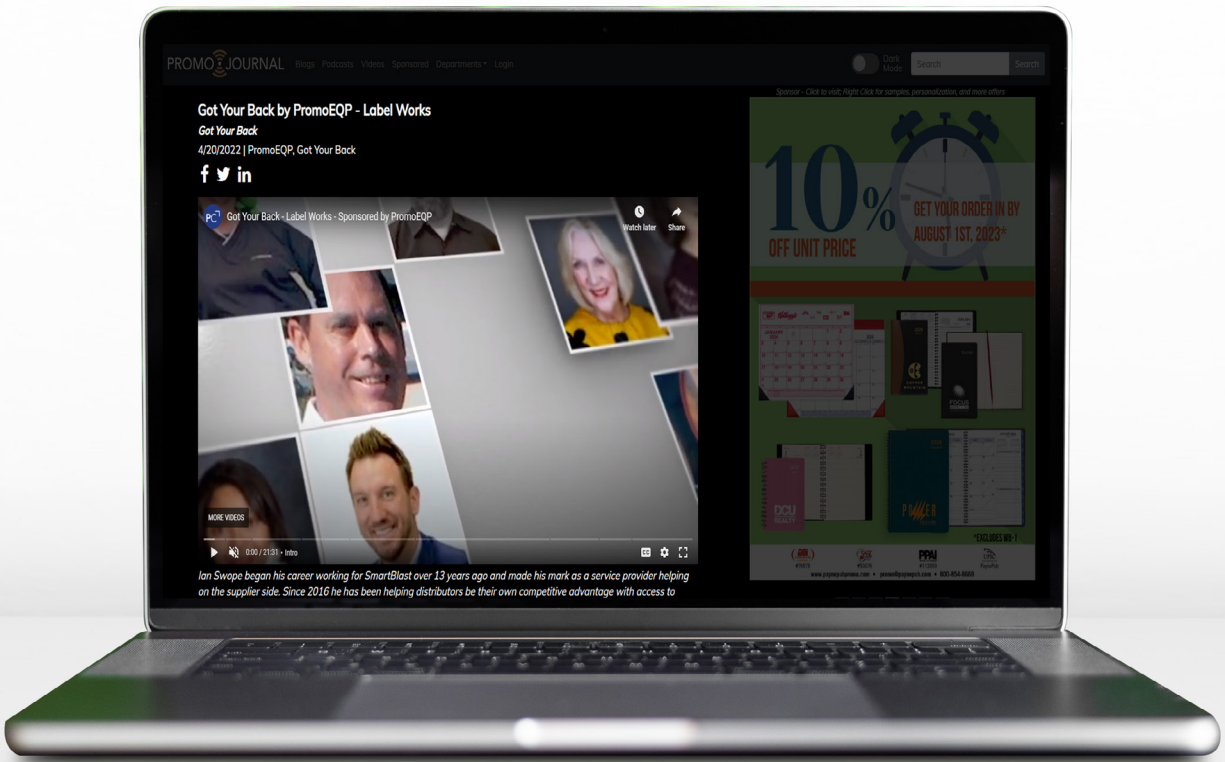 PROMO JOURNAL Blogs Podcasts Videos Sponsored Departments Login
Dark Mode
Search Search
Sponsor - Click to visit; Right Click for samples, personalization, and more offers
Got Your Back by PromoEQP - Label Works
Got Your Back
4/20/2022 | PromoEQP, Got Your Back
f in
PC Got Your Back - Label Works - Sponsored by PromoEQP
Watch later Share
MORE VIDEOS
0:00 / 21:31 • Intro
CC
Ian Swope began his career working for SmartBlast over 13 years ago and made his mark as a service provider helping
on the supplier side. Since 2016 he has been helping distributors be their own competitive advantage with access to
10%
OFF UNIT PRICE
GET YOUR ORDER IN BY
AUGUST 1ST, 2023*
FOCUS
DCU
REALTY
POWER
*EXCLUDES WB-1
PPAI